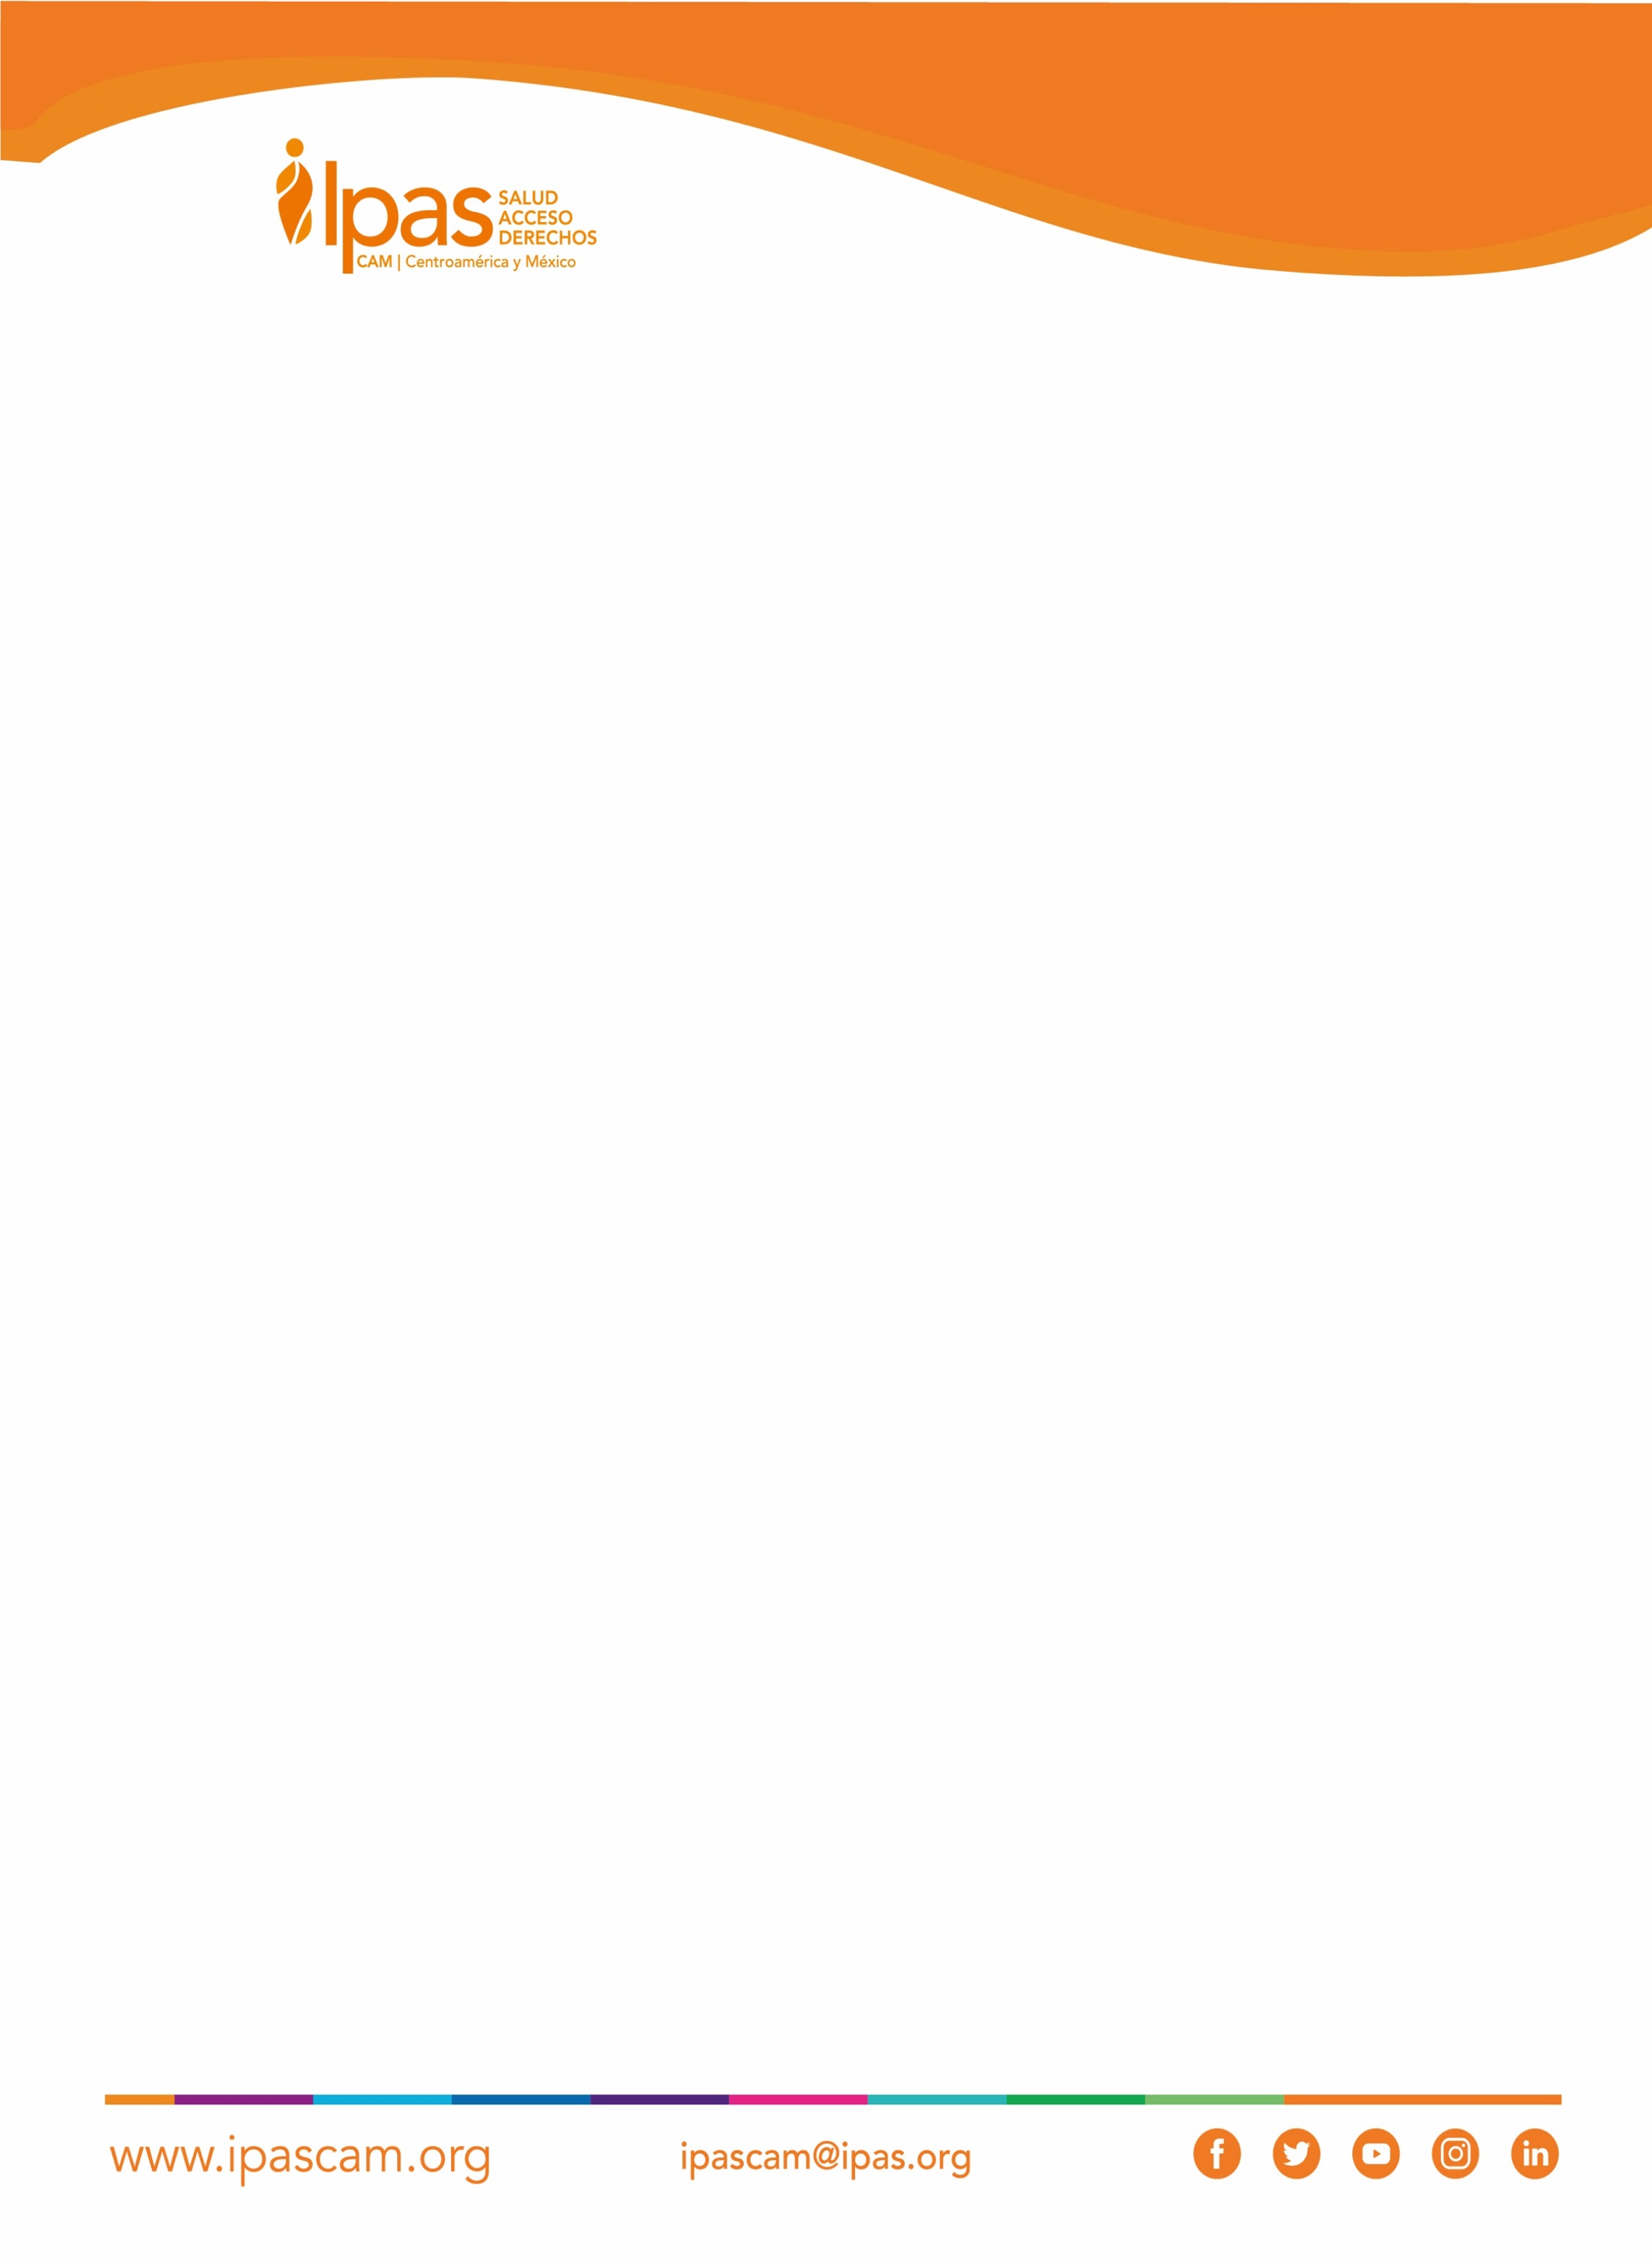 Ipas
SALUD
ACCESO
DERECHOS
CAM | Centroamérica y México
www.ipascam.org
ipascam@ipas.org